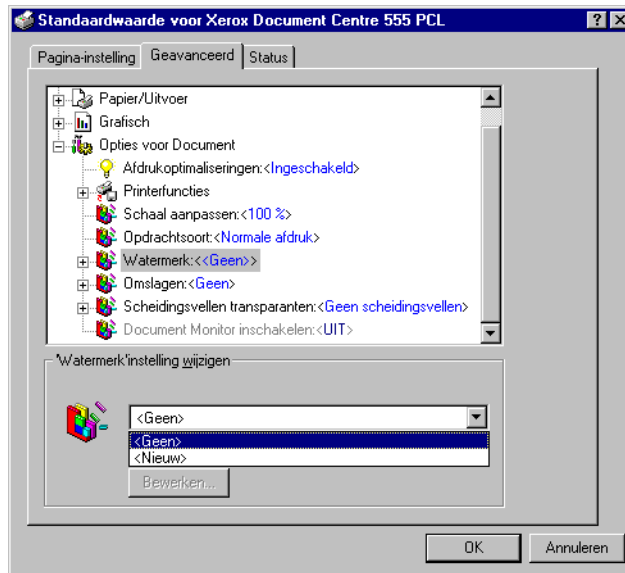 Standaardwaarde voor Xerox Document Centre 555 PCL
Pagina-instelling Geavanceerd Status
Papier/Uitvoer
Grafisch
Opties voor Document
Afdrukoptimaliseringen:<Ingeschakeld>
Printerfuncties
Schaal aanpassen:<100 %>
Opdrachtsoort:<Normale afdruk>
Watermerk:<<Geen>>
Omslagen:<Geen>
Scheidingsvellen transparanten:<Geen scheidingsvellen>
Document Monitor inschakelen:<UIT>
'Watermerk'instelling wijzigen
<Geen>
<Geen>
<Nieuw>
Bewerken...
OK Annuleren